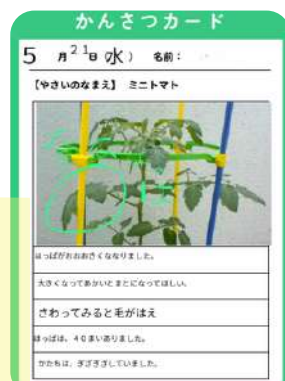 かんさつカード
5月21日(水) 名前:
【やさいのなまえ】 ミニトマト
はっぱがおおおきくななりました。
大きくなってあかいとまとになってほしい。
さわってみると毛がはえ
はっぱは、40まいありました。
かたちは、ぎざぎざしていました。